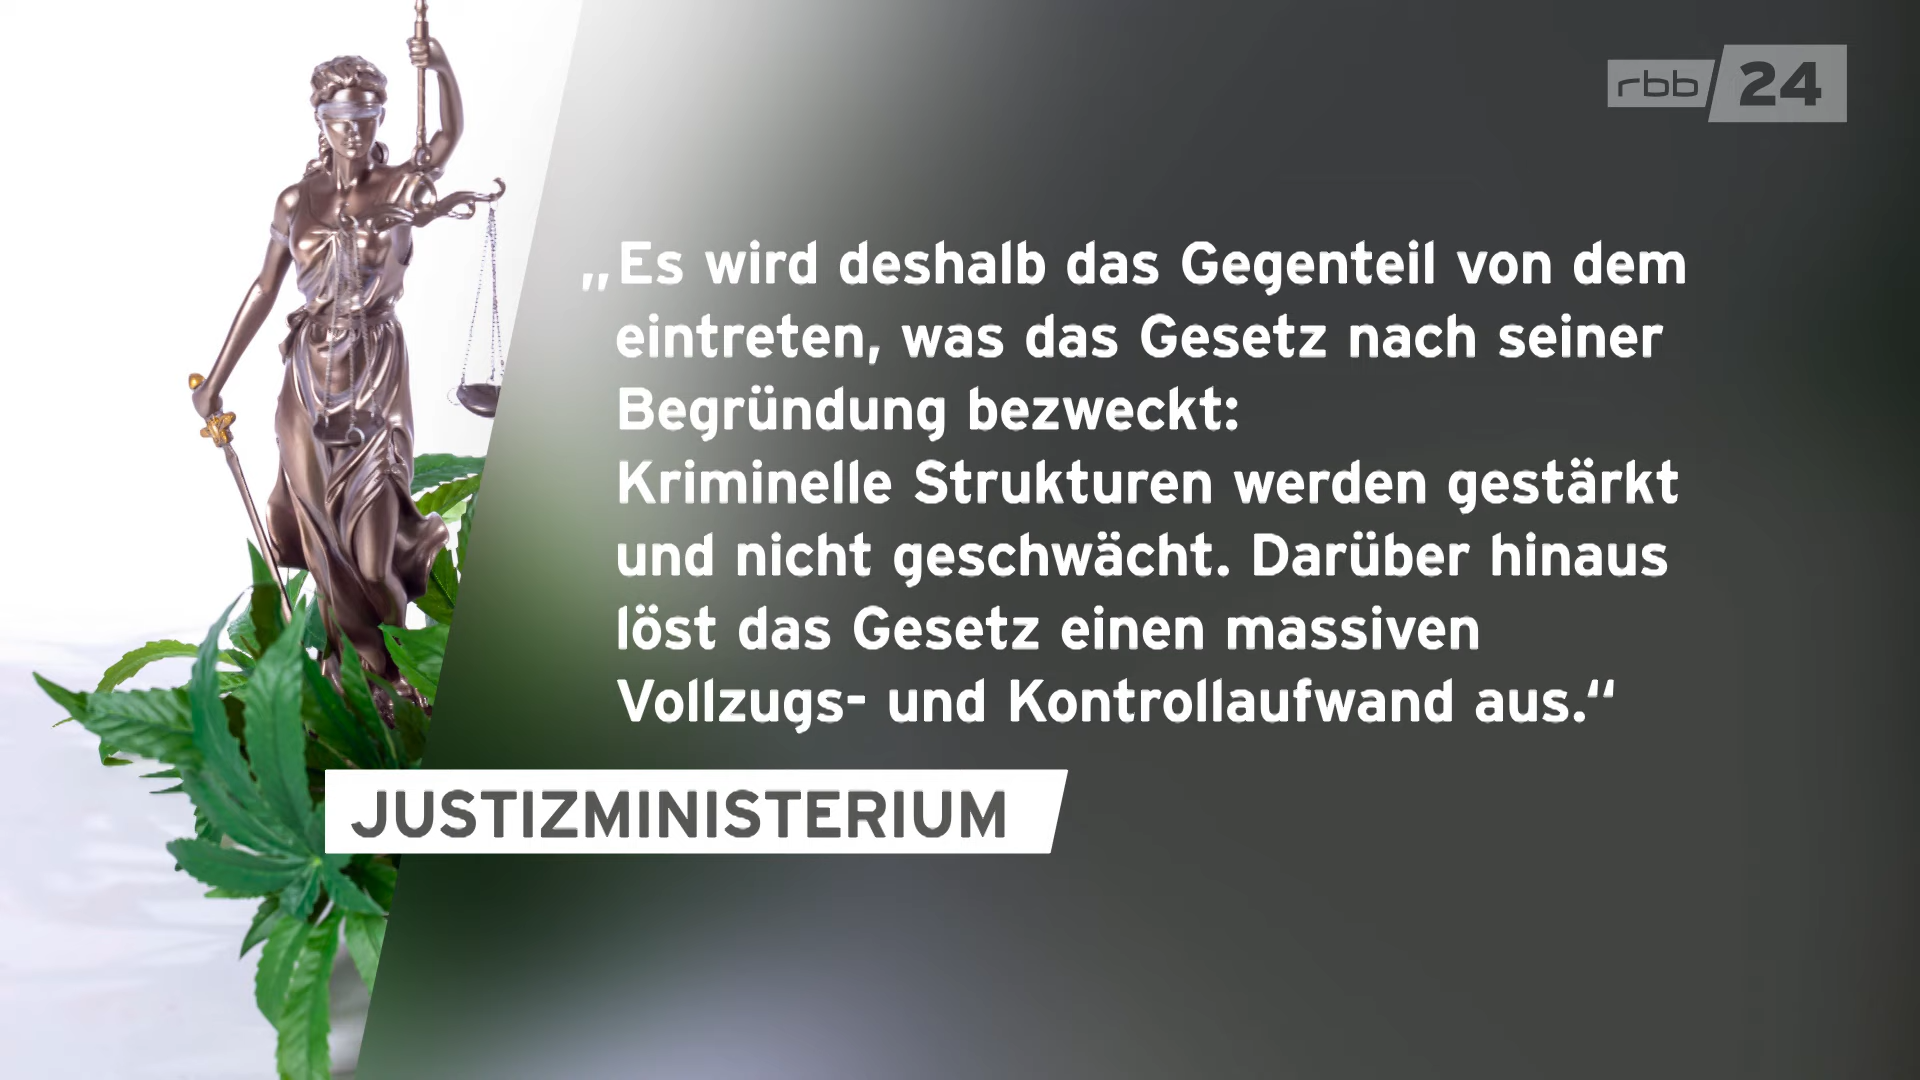 rbb 24
„Es wird deshalb das Gegenteil von dem
eintreten, was das Gesetz nach seiner
Begründung bezweckt:
Kriminelle Strukturen werden gestärkt
und nicht geschwächt. Darüber hinaus
löst das Gesetz einen massiven
Vollzugs- und Kontrollaufwand aus.“
JUSTIZMINISTERIUM